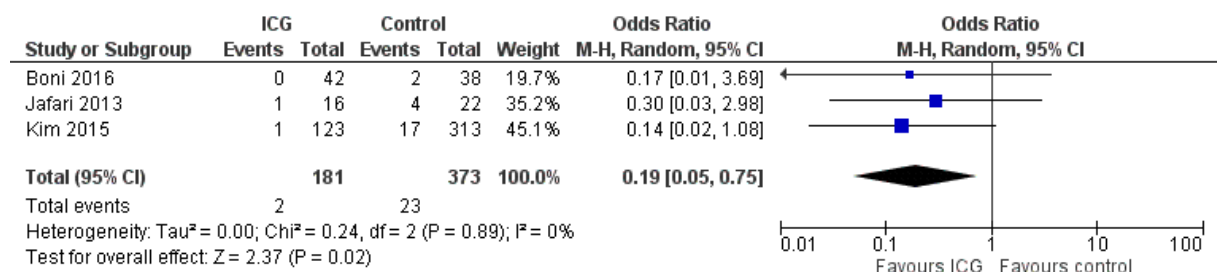 ICG Control Odds Ratio Odds Ratio
Study or Subgroup Events Total Events Total Weight M-H, Random, 95% CI M-H, Random, 95% CI
Boni 2016 0 42 2 38 19.7% 0.17 [0.01, 3.69]
Jafari 2013 1 16 4 22 35.2% 0.30 [0.03, 2.98]
Kim 2015 1 123 17 313 45.1% 0.14 [0.02, 1.08]
Total (95% CI) 181 373 100.0% 0.19 [0.05, 0.75]
Total events 2 23
Heterogeneity: Tau² = 0.00; Chi² = 0.24, df = 2 (P = 0.89); I² = 0%
Test for overall effect: Z = 2.37 (P = 0.02)
0.01 0.1 1 10 100
Favours ICG Favours control